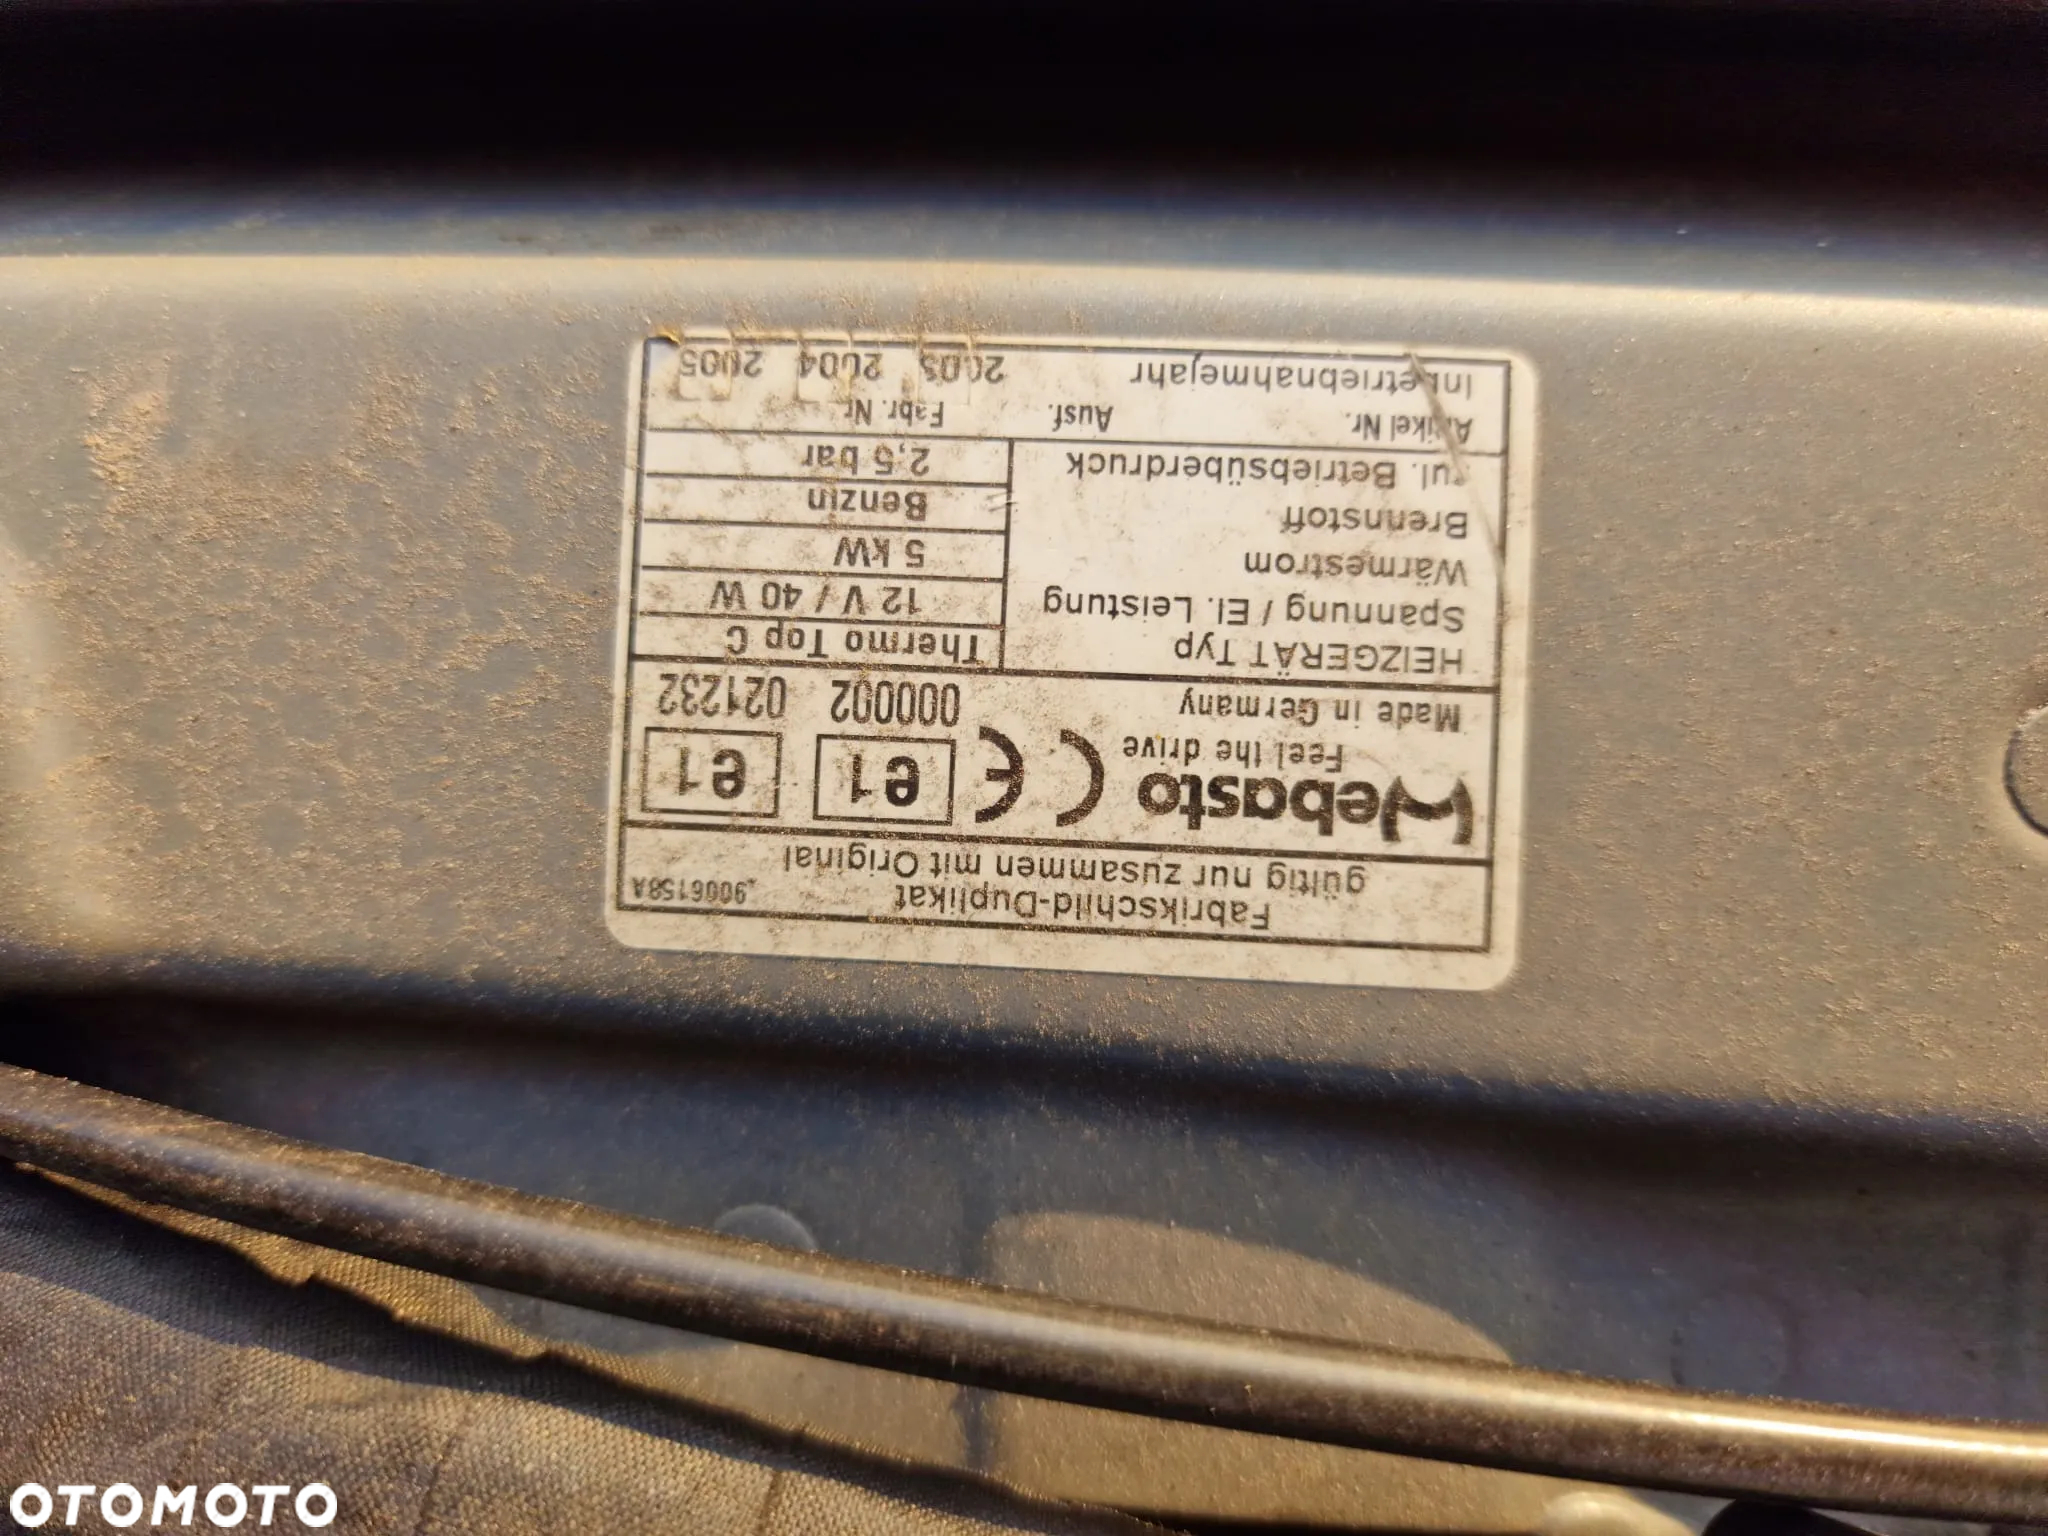 Fabrikschild-Duplikat
gültig nur zusammen mit Original
9006158A
Webasto
Feel the drive
Made in Germany
CE
e1 e1
000002 021232
HEIZGERÄT Typ Thermo Top C
Spannung / El. Leistung 12 V / 40 W
Wärmestrom 5 kW
Brennstoff Benzin
zul. Betriebsüberdruck 2,5 bar
Artikel Nr. Ausf. Fabr. Nr.
Inbetriebnahmejahr 2003 2004 2005
OTOMOTO